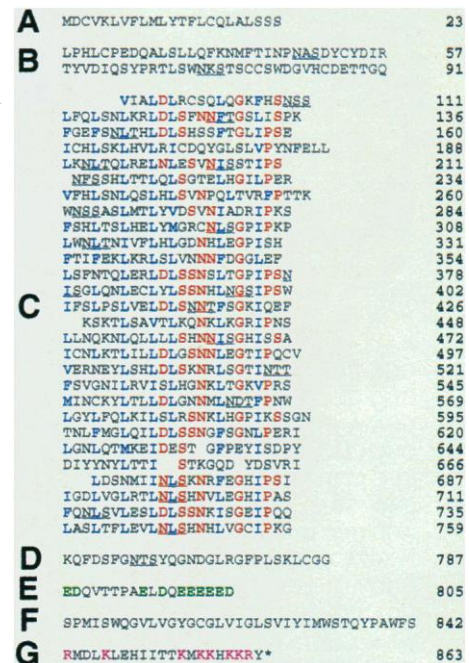 A MDCVKLVFLMLYTFLCQLALSSS 23
B LPHLCPEDQALSLLQFKNMFTINPNASDYCYDIR 57
TYVDIQSYPRTLSWNKSTSCCSWDGVHCDETTGQ 91
VIALDLRCSQLQGKFHSNSS 111
LFQLSNLKRLDLSFNNFTGSLISPK 136
FGEFSNLTHLDLSHSSFTGLIPSE 160
ICHLSKLHVLRICDQYGLSLVPYNFELL 188
LKNLTQLRELNLESVNISSTIPS 211
NFSSHLTTLQLSGTELHGILPER 234
VFHLSNLQSLHLSVNPQLTVRFPTTK 260
WNSSASLMTLYVDSVNIADRIPKS 284
FSHLTSLHELYMGRCNLSGPIPKP 308
LWNLTNIVFLHLGDNHLEGPISH 331
FTIFEKLKRLSLVNNNFDGGLEF 354
LSFNTQLERLDLSSNSLTGPIPSN 378
C ISGLQNLECLYLSSNHLNGSIPSW 402
IFSLPSLVELDLSNNTFSGKIQEF 426
KSKTLSAVTLKQNKLKGRIPNS 448
LLNQKNLQLLLLSHNNISGHISSA 472
ICNLKTLILLDLGSNNLEGTIPQCV 497
VERNEYLSHLDLSKNRLSGTINTT 521
FSVGNILRVISLHGNKLTGKVPRS 545
MINCKYLTLLDLGNNMLNDTFPNW 569
LGYLFQLKILSLRSNKLHGPIKSSGN 595
TNLFMGLQILDLSSNGFSGNLPERI 620
LGNLQTMKEIDEST GFPEYISDPY 644
DIYYNYLTTI STKGQD YDSVRI 666
LDSNMIINLSKNRFEGHIPSI 687
IGDLVGLRTLNLSHNVLEGHIPAS 711
FQNLSVLESLDLSSNKISGEIPQQ 735
LASLTFLEVLNLSHNHLVGCIPKG 759
D KQFDSFGNTSYQGNDGLRGFPLSKLCGG 787
E EDQVTTPAELDQEEEEED 805
F SPMISWQGVLVGYGCGLVIGLSVIYIMWSTQYPAWFS 842
G RMDLKLEHIITTKMKKHKKRY* 863